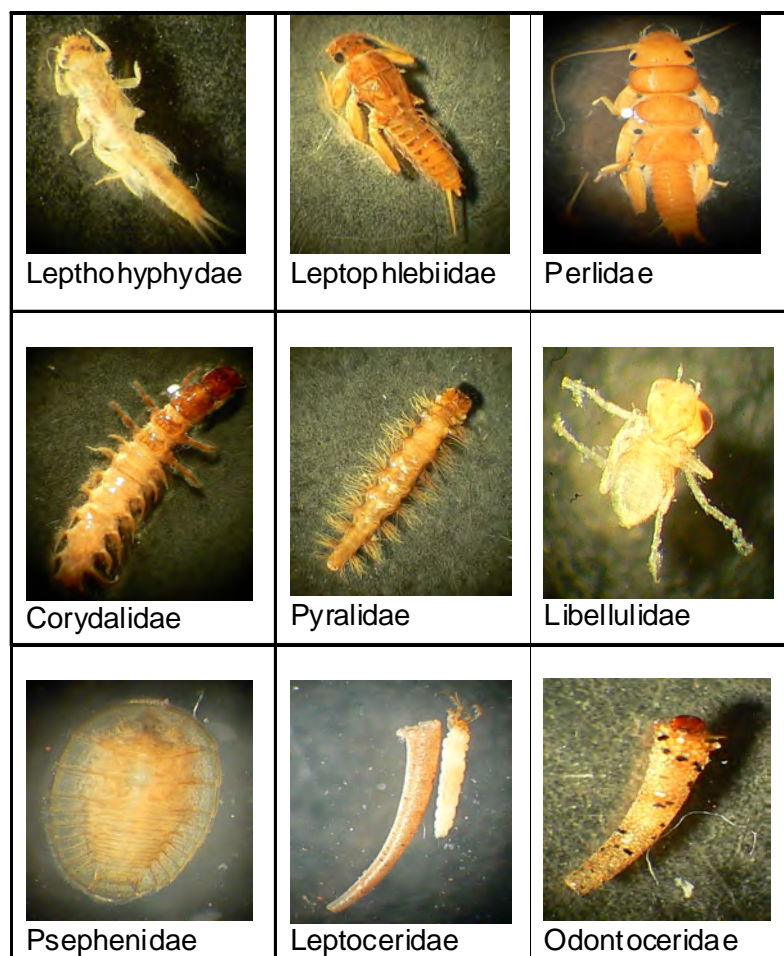 Lepthohyphydae
Leptophlebiidae
Perlidae
Corydalidae
Pyralidae
Libellulidae
Psephenidae
Leptoceridae
Odontoceridae